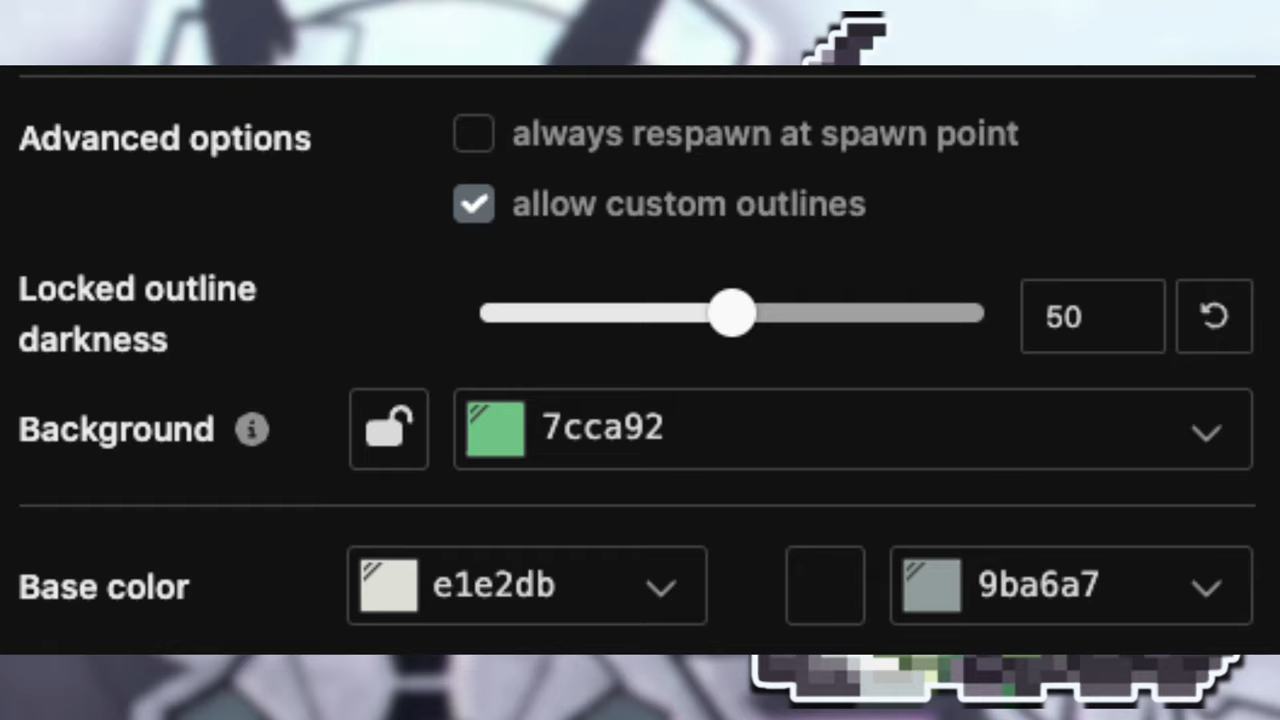 Advanced options
always respawn at spawn point
allow custom outlines
Locked outline
darkness
50
Background
7cca92
Base color
e1e2db
9ba6a7